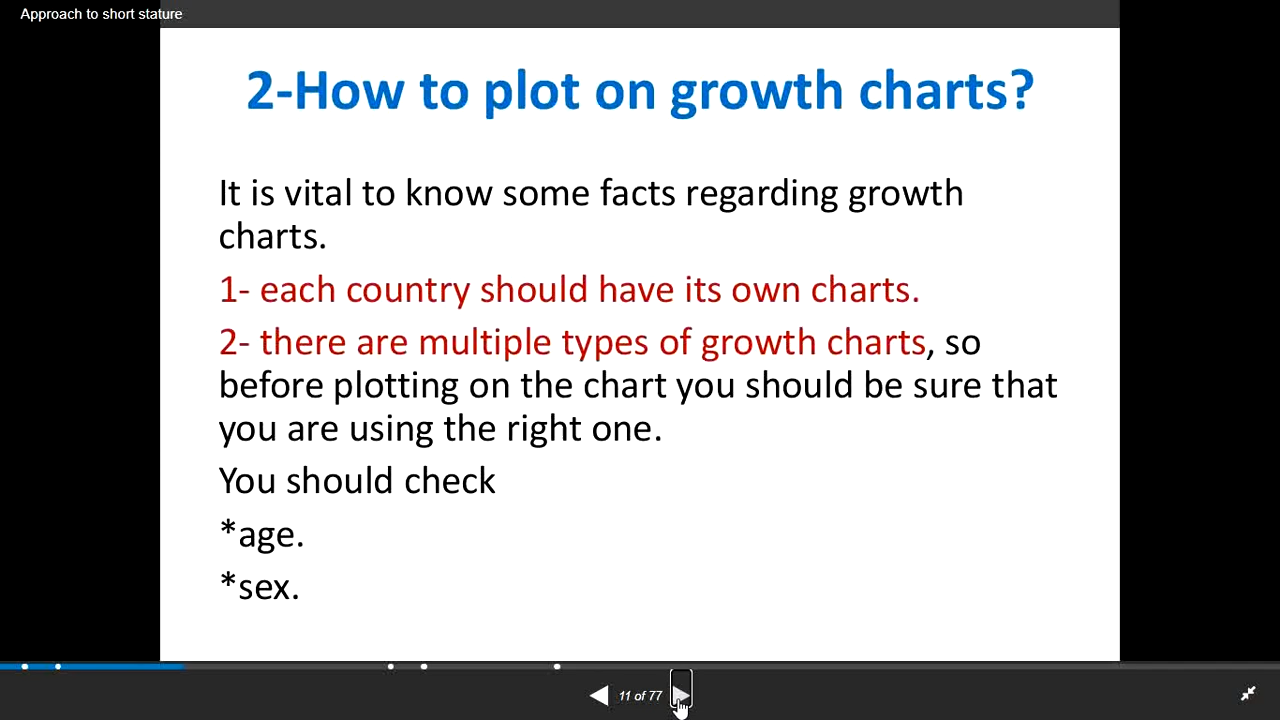 Approach to short stature
2-How to plot on growth charts?
It is vital to know some facts regarding growth
charts.
1- each country should have its own charts.
2- there are multiple types of growth charts, so
before plotting on the chart you should be sure that
you are using the right one.
You should check
*age.
*sex.
11 of 77